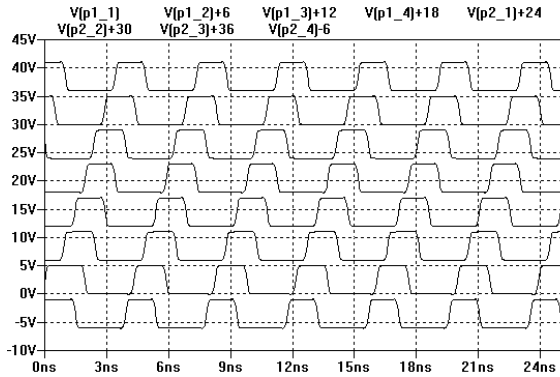 V(p1_1) V(p1_2)+6 V(p1_3)+12 V(p1_4)+18 V(p2_1)+24
V(p2_2)+30 V(p2_3)+36 V(p2_4)-6
45V
40V
35V
30V
25V
20V
15V
10V
5V
0V
-5V
-10V
0ns 3ns 6ns 9ns 12ns 15ns 18ns 21ns 24ns